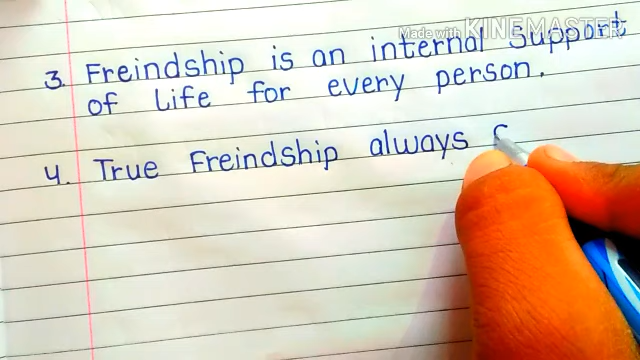 Made with KINEMASTER
3. Freindship is an internal Support
of life for every person.
4. True Freindship always